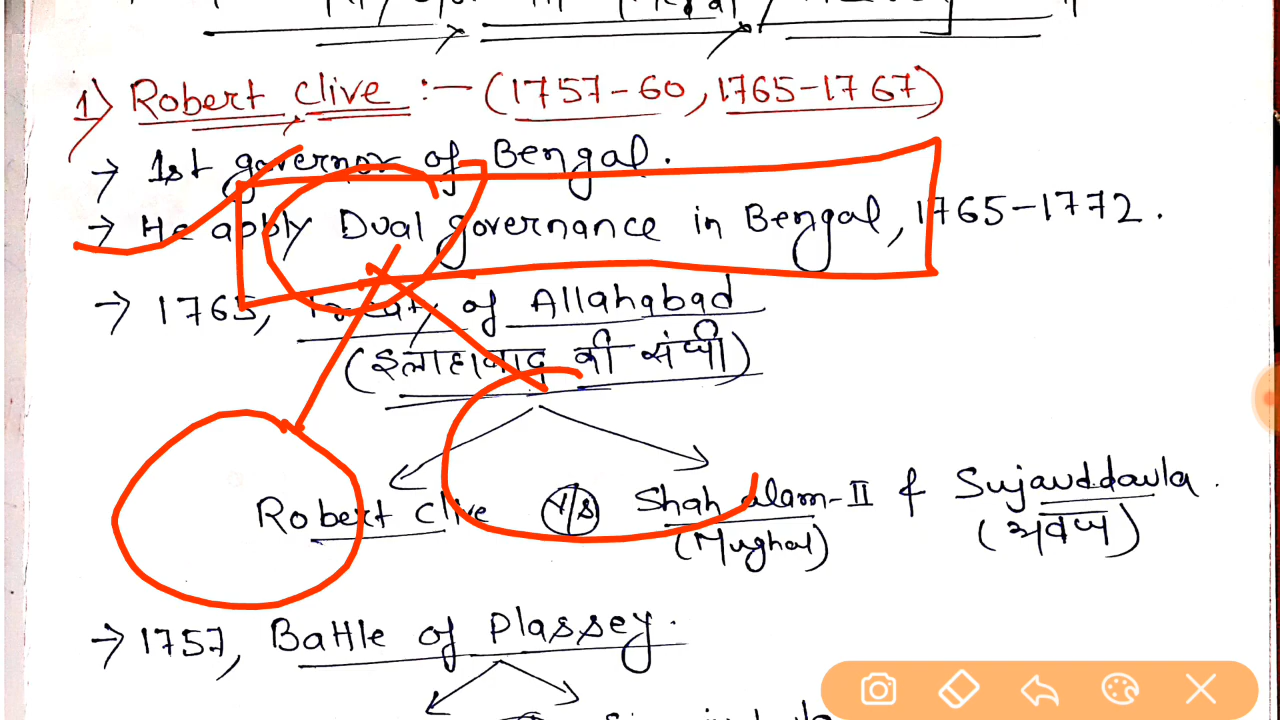 1) Robert Clive :- (1757-60, 1765-1767)
→ 1st governor of Bengal.
→ He apply Dual governance in Bengal, 1765-1772.
→ 1765, Treaty of Allahabad
(इलाहाबाद की संधी)
Robert Clive V/S Shah alam-II & Sujauddaula.
(Mughal) (अवध)
→ 1757, Battle of Plassey.